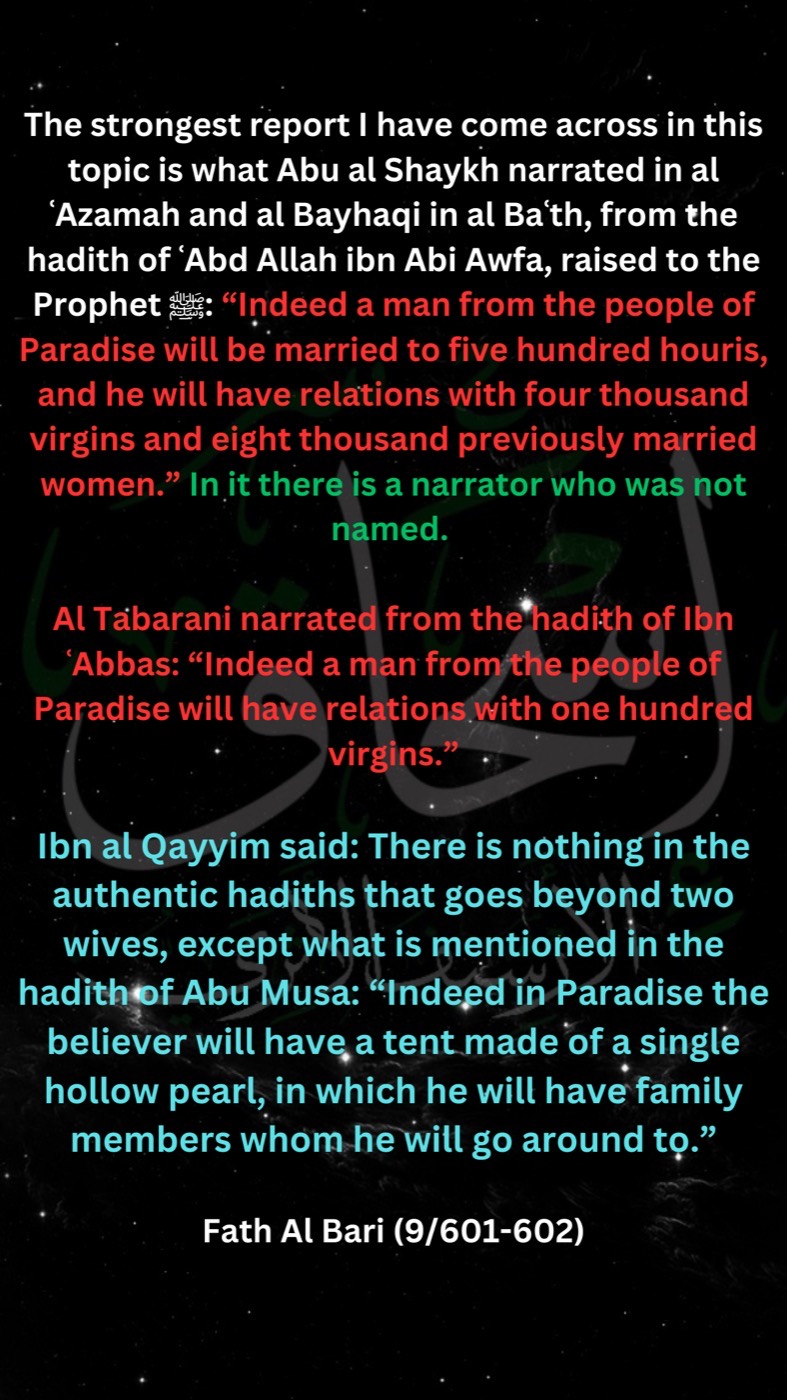 The strongest report I have come across in this
topic is what Abu al Shaykh narrated in al
ʿAzamah and al Bayhaqi in al Baʿth, from the
hadith of ʿAbd Allah ibn Abi Awfa, raised to the
Prophet ﷺ: “Indeed a man from the people of
Paradise will be married to five hundred houris,
and he will have relations with four thousand
virgins and eight thousand previously married
women.” In it there is a narrator who was not
named.
Al Tabarani narrated from the hadith of Ibn
ʿAbbas: “Indeed a man from the people of
Paradise will have relations with one hundred
virgins.”
Ibn al Qayyim said: There is nothing in the
authentic hadiths that goes beyond two
wives, except what is mentioned in the
hadith of Abu Musa: “Indeed in Paradise the
believer will have a tent made of a single
hollow pearl, in which he will have family
members whom he will go around to.”
Fath Al Bari (9/601-602)